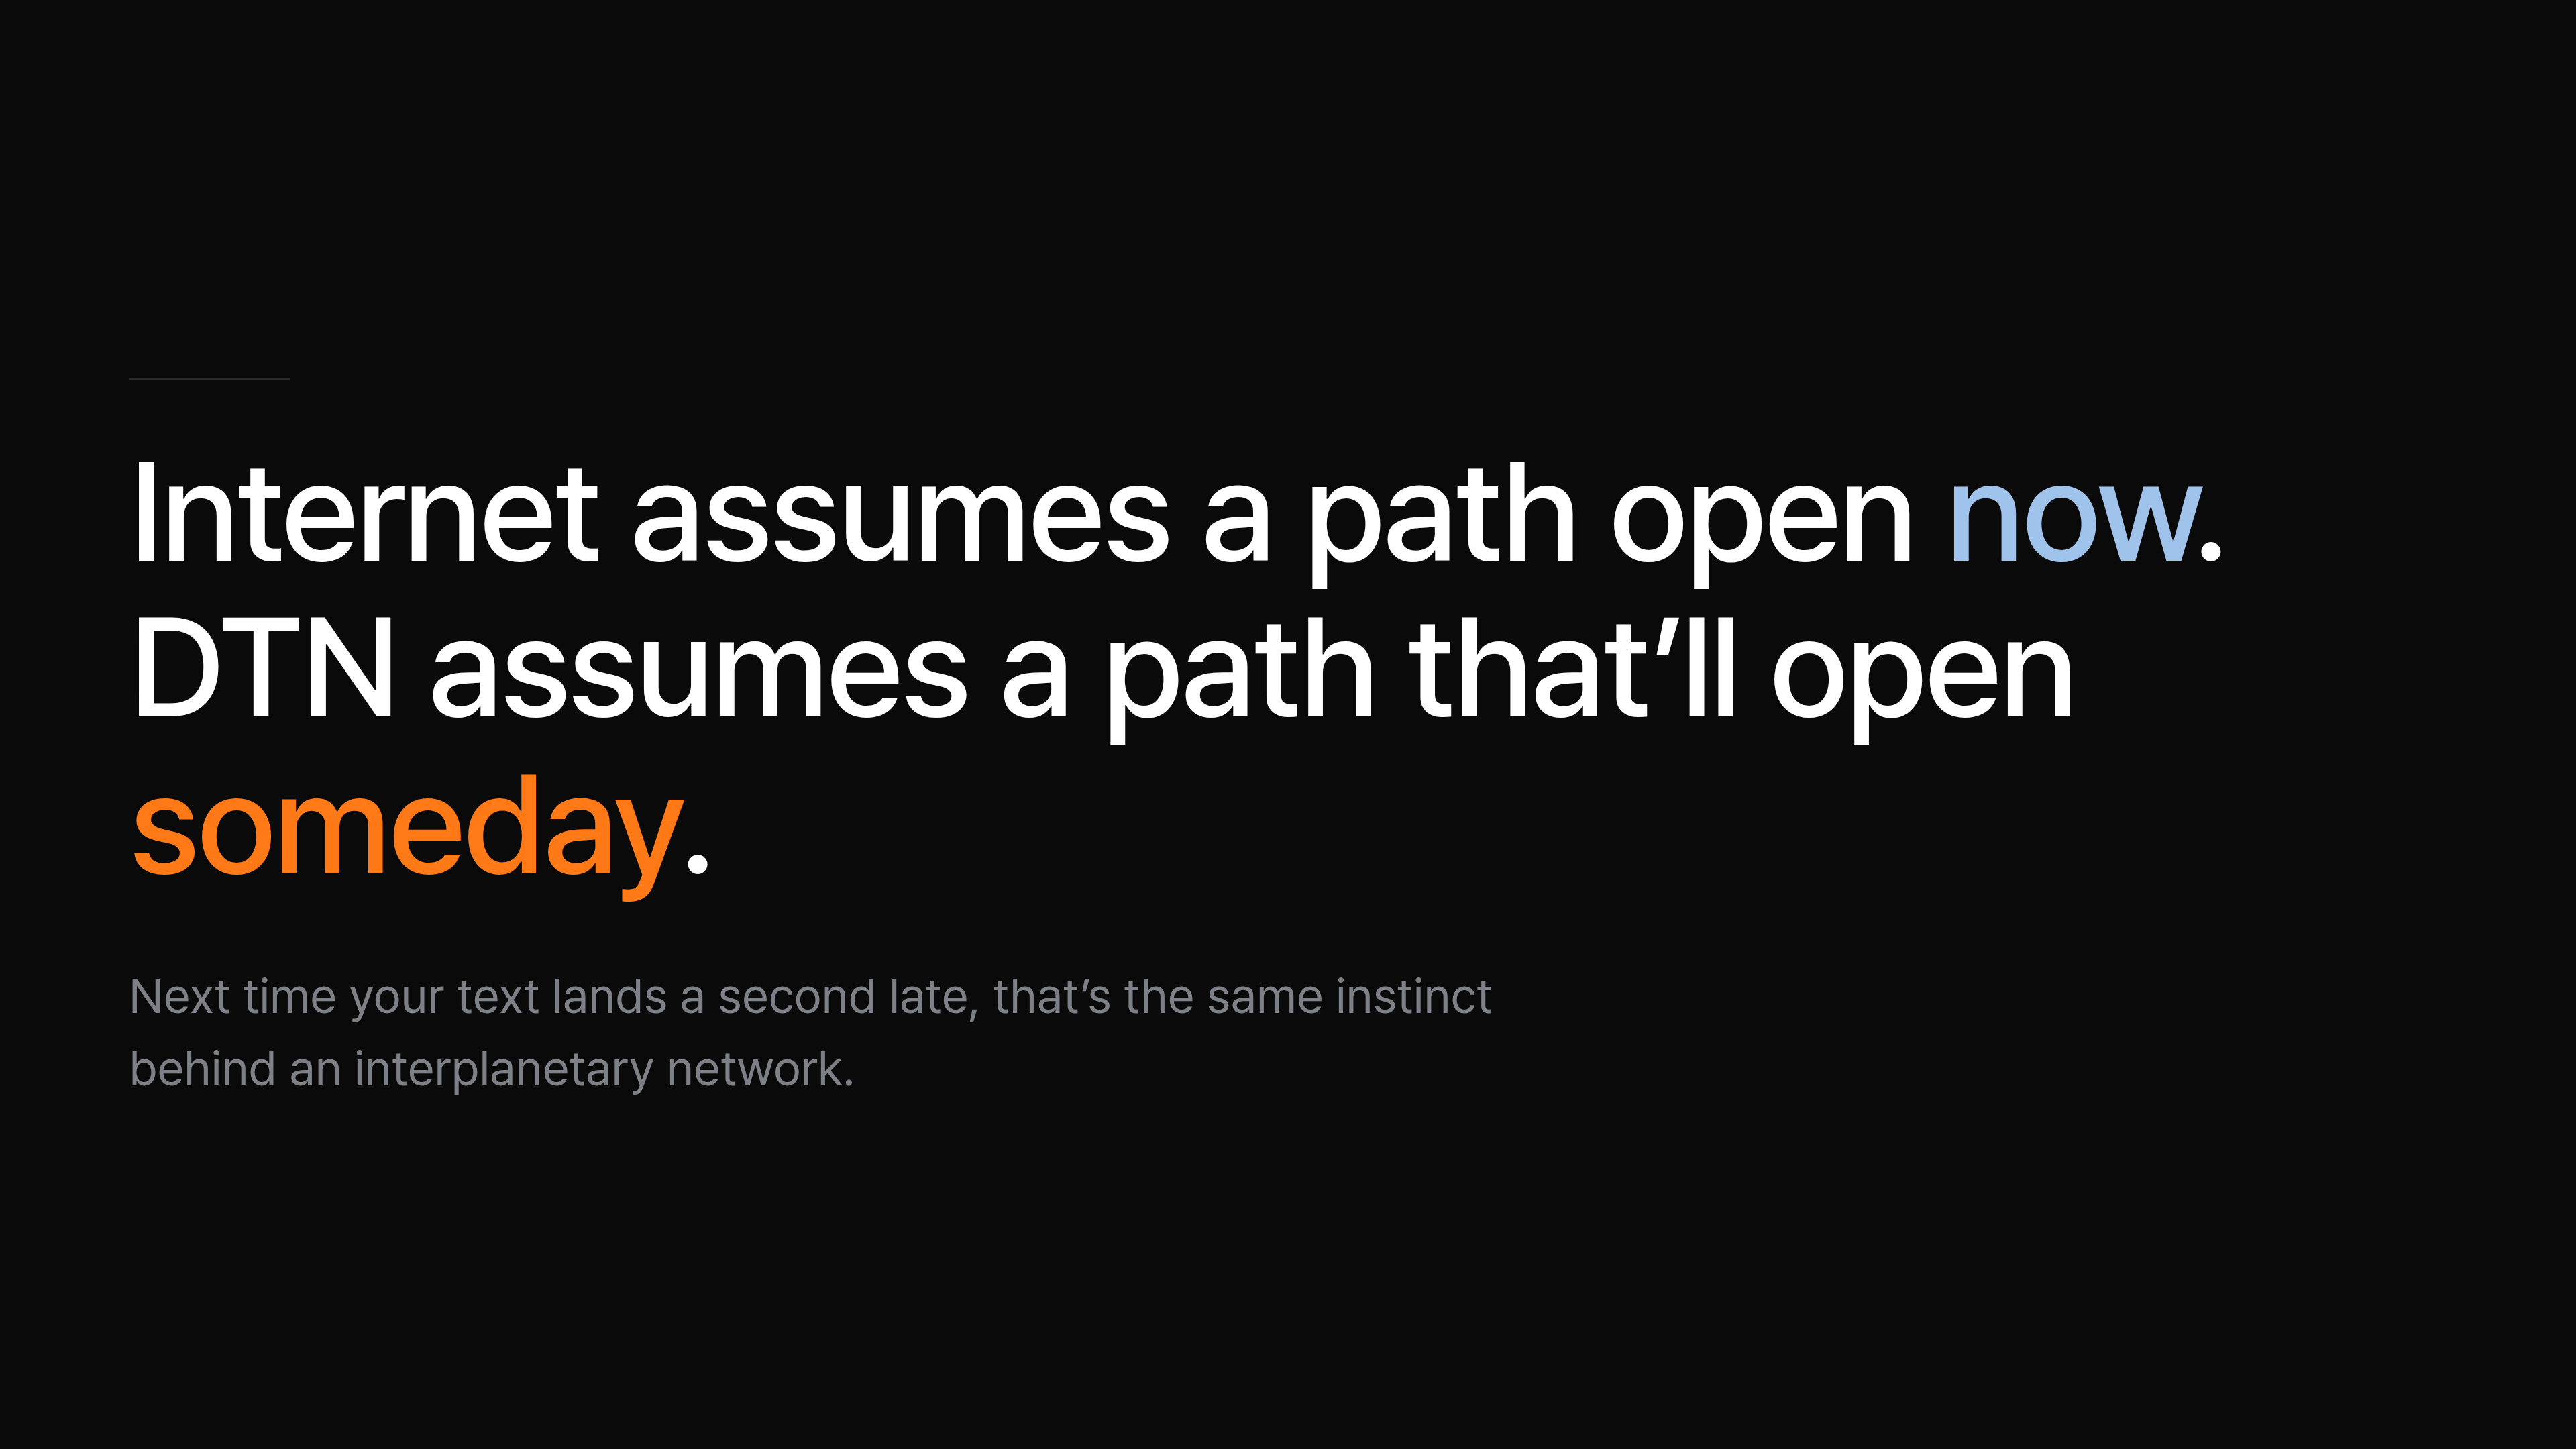 Internet assumes a path open now.
DTN assumes a path that’ll open
someday.
Next time your text lands a second late, that’s the same instinct
behind an interplanetary network.